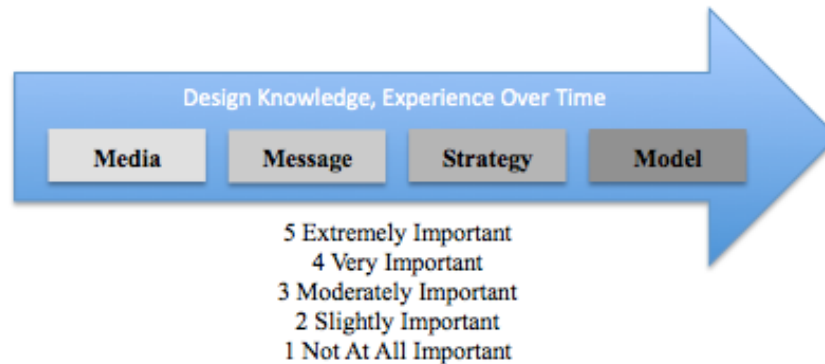 Design Knowledge, Experience Over Time
Media Message Strategy Model
5 Extremely Important
4 Very Important
3 Moderately Important
2 Slightly Important
1 Not At All Important